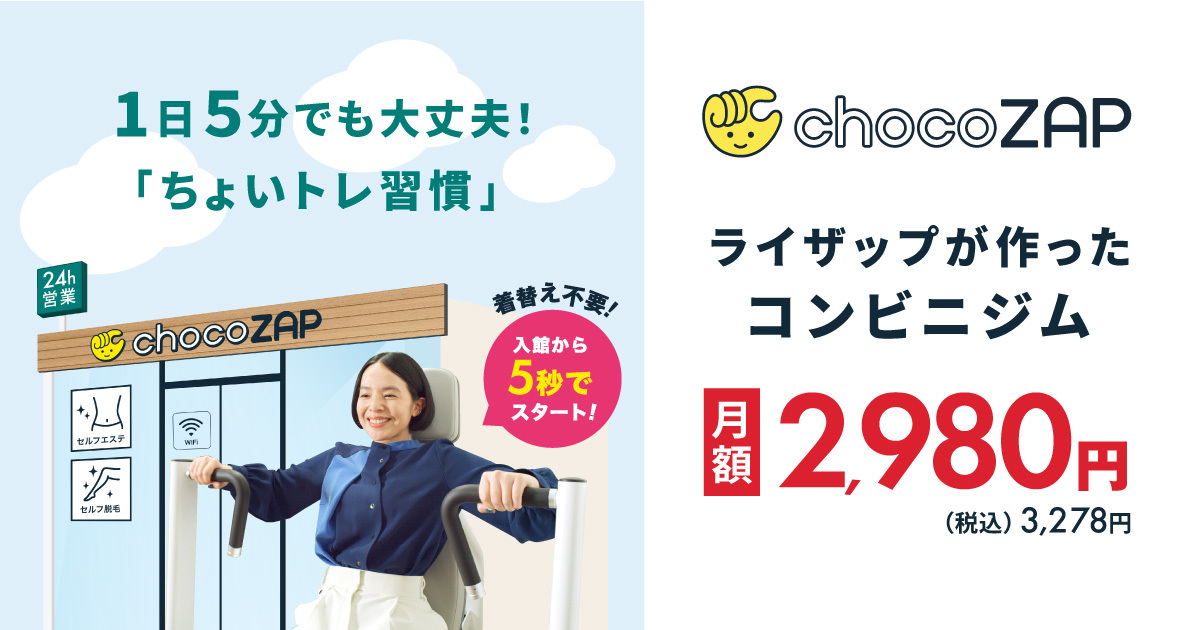 1日5分でも大丈夫!
「ちょいトレ習慣」
24h
営業
chocoZAP
セルフエステ
セルフ脱毛
WiFi
着替え不要!
入館から
5秒で
スタート!
chocoZAP
ライザップが作った
コンビニジム
月額 2,980円
(税込) 3,278円